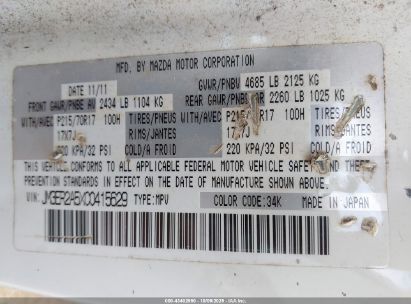 MFD. BY MAZDA MOTOR CORPORATION
DATE 11/11 GVWR/PNBV 4685 LB 2125 KG
FRONT GAWR/PNBE AV 2434 LB 1104 KG REAR GAWR/PNBE AR 2260 LB 1025 KG
WITH/AVEC P215/70R17 100H TIRES/PNEUS WITH/AVEC P215/70R17 100H TIRES/PNEUS
17X7J RIMS/JANTES 17X7J RIMS/JANTES
220 KPA/32 PSI COLD/A FROID 220 KPA/32 PSI COLD/A FROID
THIS VEHICLE CONFORMS TO ALL APPLICABLE FEDERAL MOTOR VEHICLE SAFETY
PREVENTION STANDARDS IN EFFECT ON THE DATE OF MANUFACTURE SHOWN ABOVE.
VIN: TYPE: MPV COLOR CODE: 34K MADE IN JAPAN